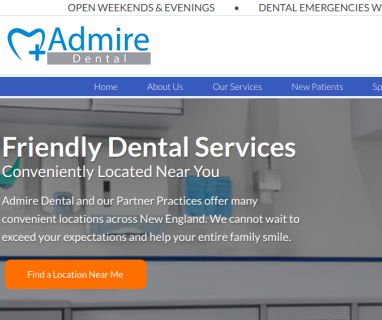 OPEN WEEKENDS & EVENINGS • DENTAL EMERGENCIES W
Admire
Dental
Home About Us Our Services New Patients Sp
Friendly Dental Services
Conveniently Located Near You
Admire Dental and our Partner Practices offer many
convenient locations across New England. We cannot wait to
exceed your expectations and help your entire family smile.
Find a Location Near Me